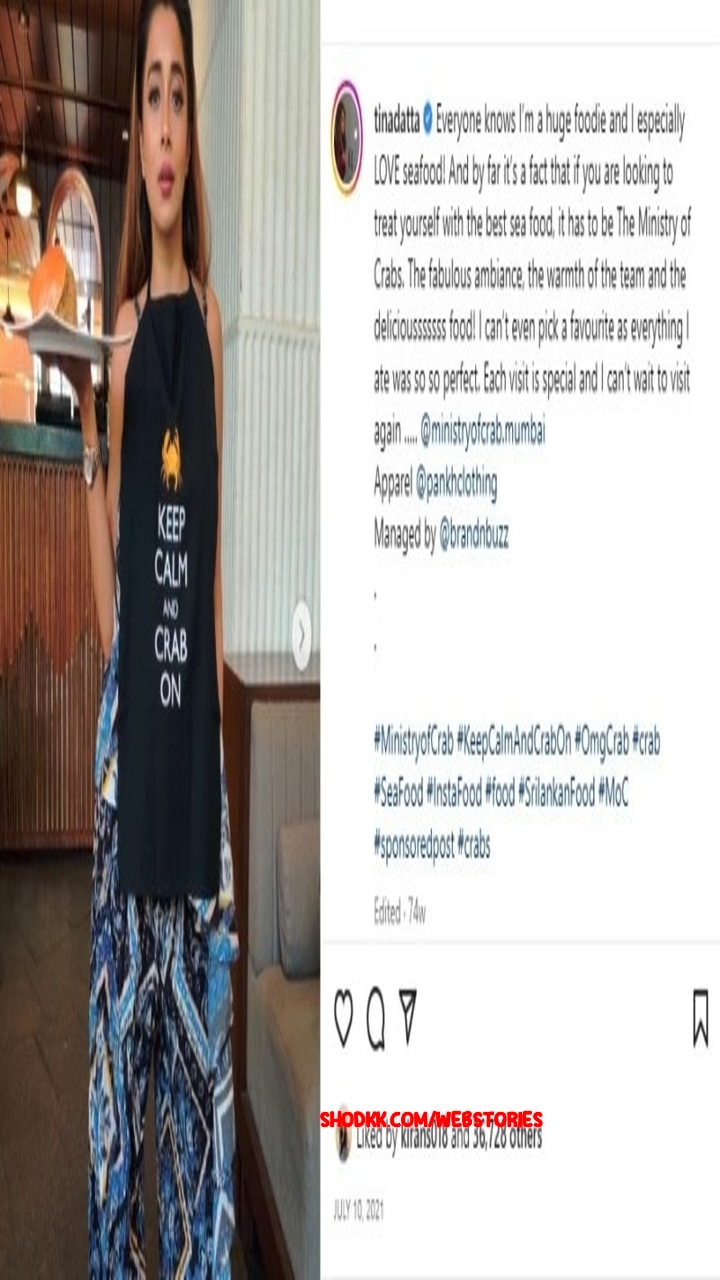 KEEP
CALM
AND
CRAB
ON
tinadatta Everyone knows I'm a huge foodie and I especially
LOVE seafood! And by far it's a fact that if you are looking to
treat yourself with the best sea food, it has to be The Ministry of
Crabs. The fabulous ambiance, the warmth of the team and the
delicioussssss food! I can't even pick a favourite as everything I
ate was so so perfect. Each visit is special and I can't wait to visit
again ..... @ministryofcrab.mumbai
Apparel @pankhclothing
Managed by @brandnbuzz
.
.
#MinistryofCrab #KeepCalmAndCrabOn #OmgCrab #crab
#SeaFood #InstaFood #food #SrilankanFood #MoC
#sponsoredpost #crabs
Edited · 74w
SHODKK.COM/WEBSTORIES
Liked by kirans018 and 56,728 others
JULY 10, 2021